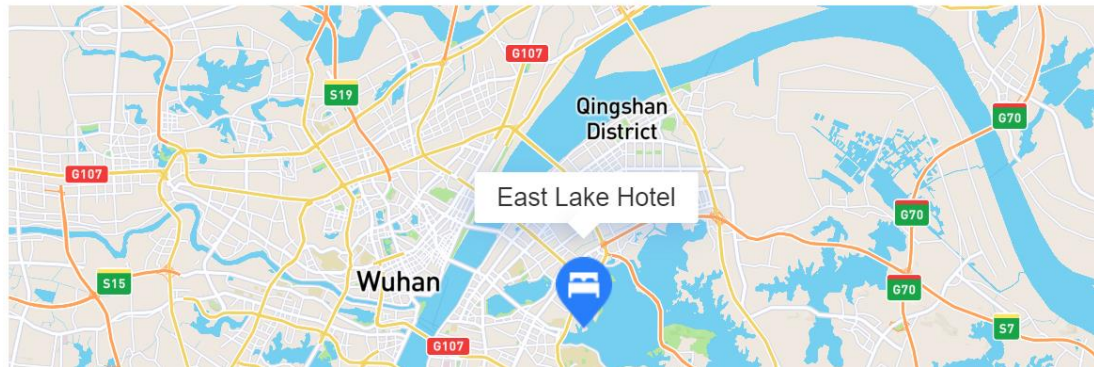 G107
S19
Qingshan
District
G70
G107
East Lake Hotel
G70
S15
Wuhan
G70
S7
G107